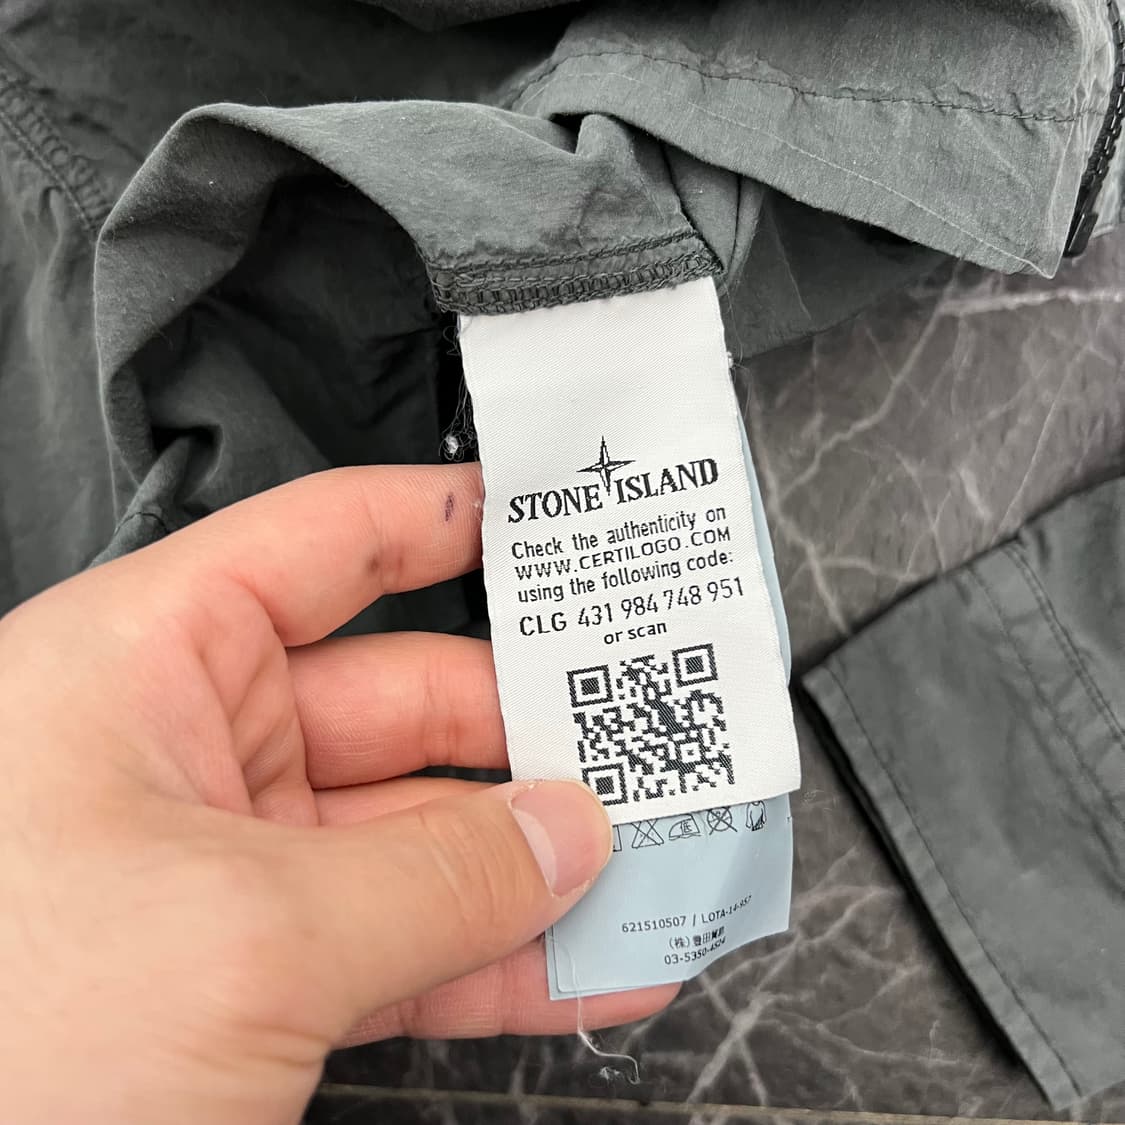 STONE ISLAND
Check the authenticity on
WWW.CERTILOGO.COM
using the following code:
CLG 431 984 748 951
or scan
621510507 / LOTA-14-957
(株)豊田貿易
03-5350-4524